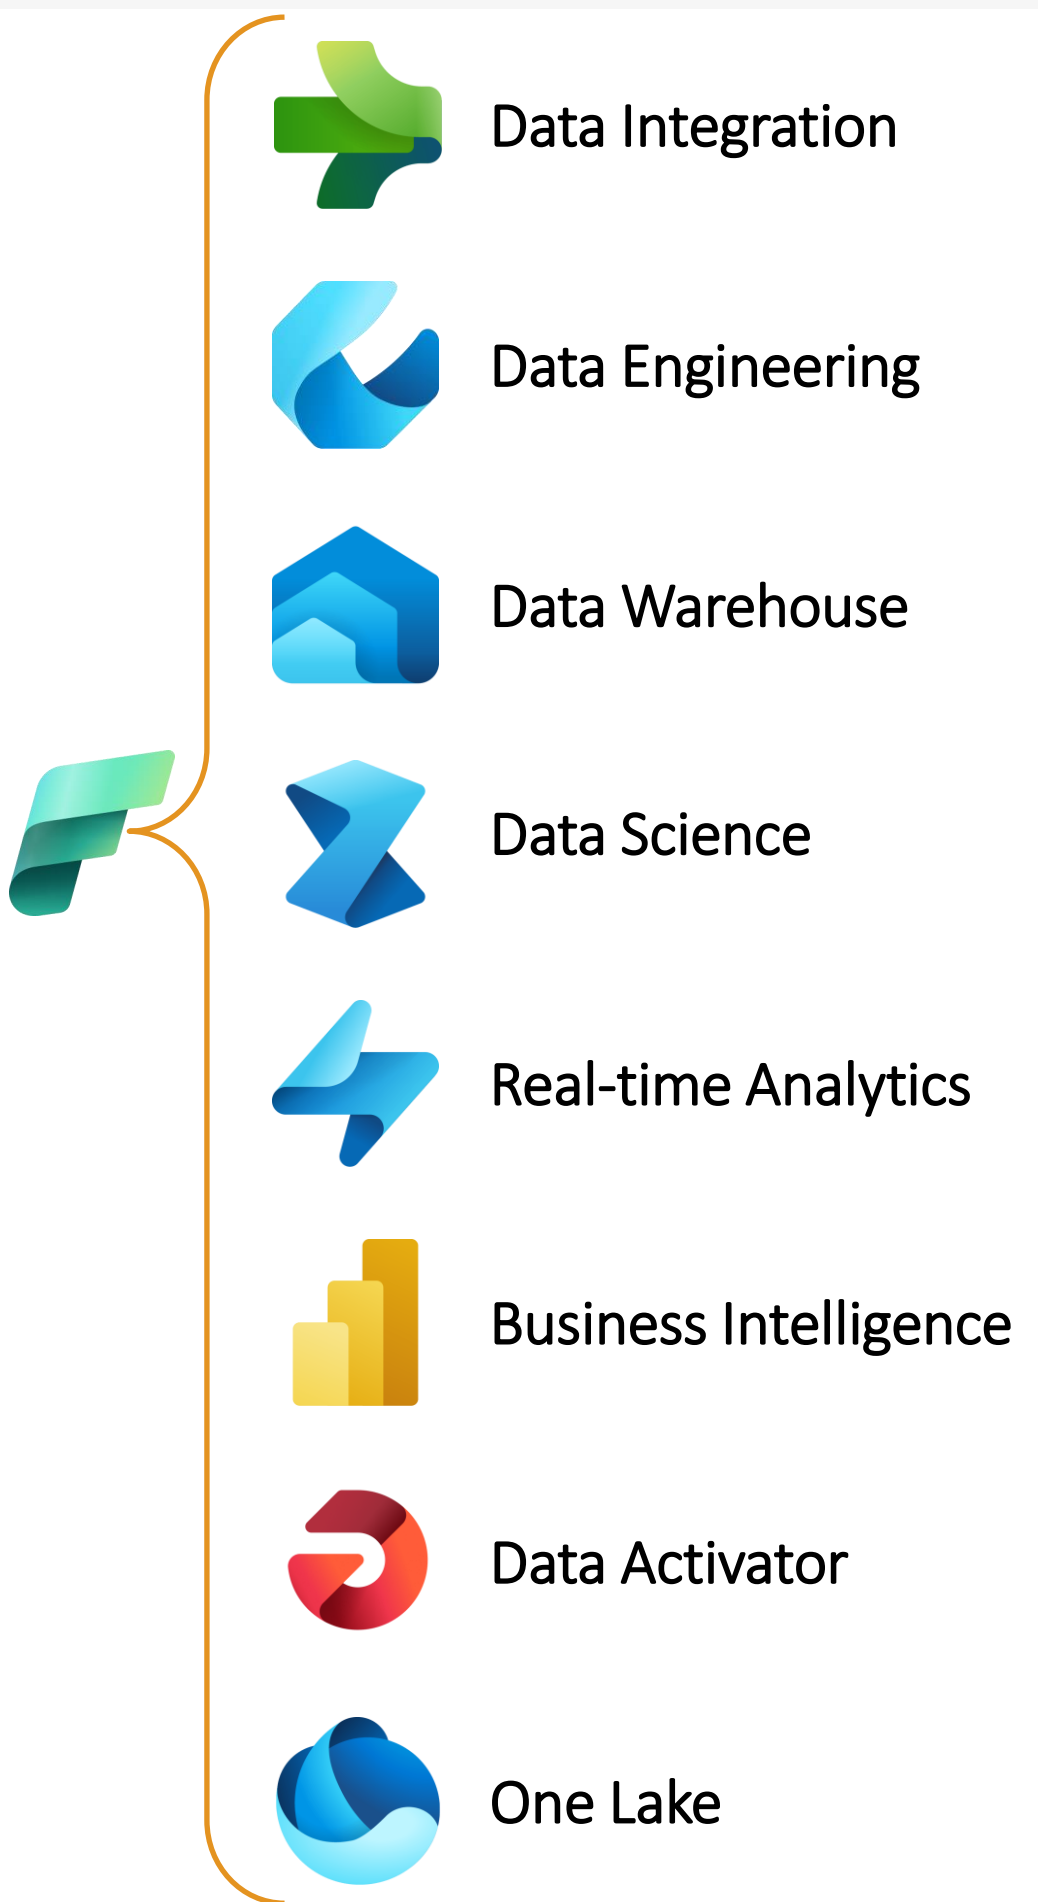 Data Integration
Data Engineering
Data Warehouse
Data Science
Real-time Analytics
Business Intelligence
Data Activator
One Lake